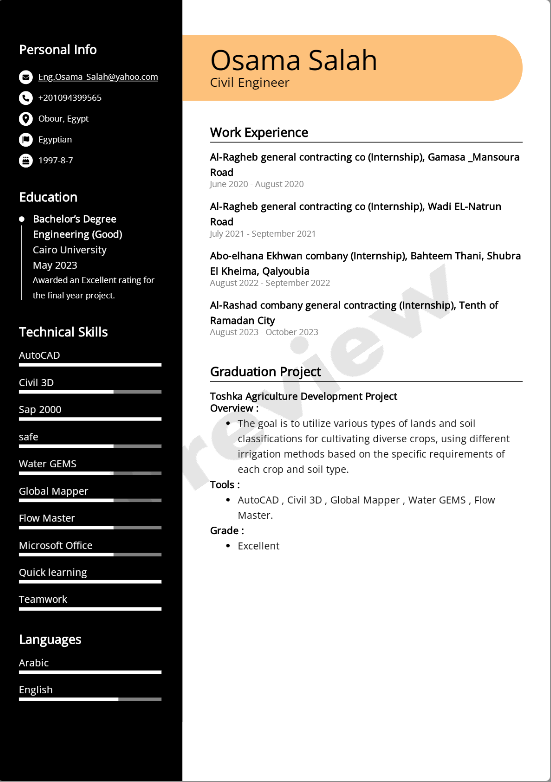 Personal Info
Eng.Osama_Salah@yahoo.com
+201094399565
Obour, Egypt
Egyptian
1997-8-7
Education
Bachelor's Degree
Engineering (Good)
Cairo University
May 2023
Awarded an Excellent rating for
the final year project.
Technical Skills
AutoCAD
Civil 3D
Sap 2000
safe
Water GEMS
Global Mapper
Flow Master
Microsoft Office
Quick learning
Teamwork
Languages
Arabic
English
Osama Salah
Civil Engineer
Work Experience
Al-Ragheb general contracting co (Internship), Gamasa _Mansoura
Road
June 2020 August 2020
Al-Ragheb general contracting co (Internship), Wadi EL-Natrun
Road
July 2021 - September 2021
Abo-elhana Ekhwan combany (Internship), Bahteem Thani, Shubra
El Kheima, Qalyoubia
August 2022 - September 2022
Al-Rashad combany general contracting (Internship), Tenth of
Ramadan City
August 2023 October 2023
Graduation Project
Toshka Agriculture Development Project
Overview :
• The goal is to utilize various types of lands and soil
classifications for cultivating diverse crops, using different
irrigation methods based on the specific requirements of
each crop and soil type.
Tools :
• AutoCAD , Civil 3D , Global Mapper , Water GEMS , Flow
Master.
Grade :
• Excellent
review